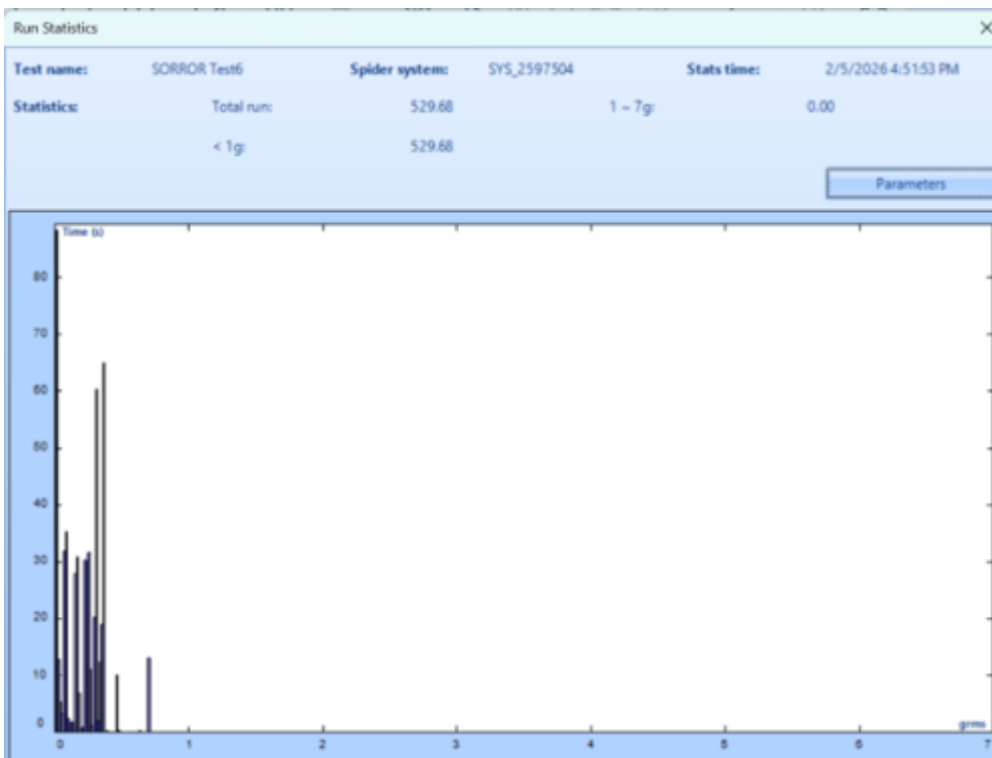 Run Statistics
Test name: SORROR Test6 Spider system: SYS_2597504 Stats time: 2/5/2026 4:51:53 PM
Statistics: Total run: 529.68 1 ~ 7g: 0.00
< 1g: 529.68
Parameters
Time (s)
80
70
60
50
40
30
20
10
0
grms
0 1 2 3 4 5 6 7